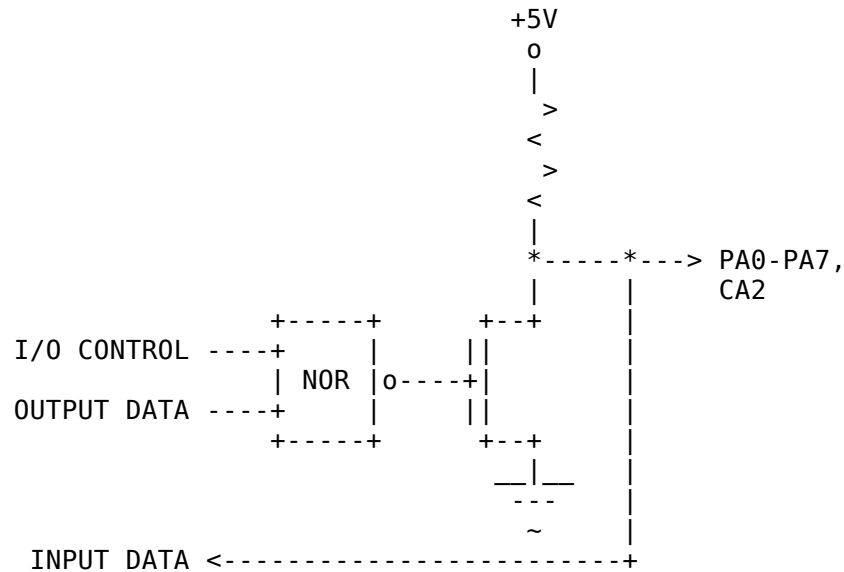 +5V
PA0-PA7,
CA2
I/O CONTROL
NOR
OUTPUT DATA
INPUT DATA